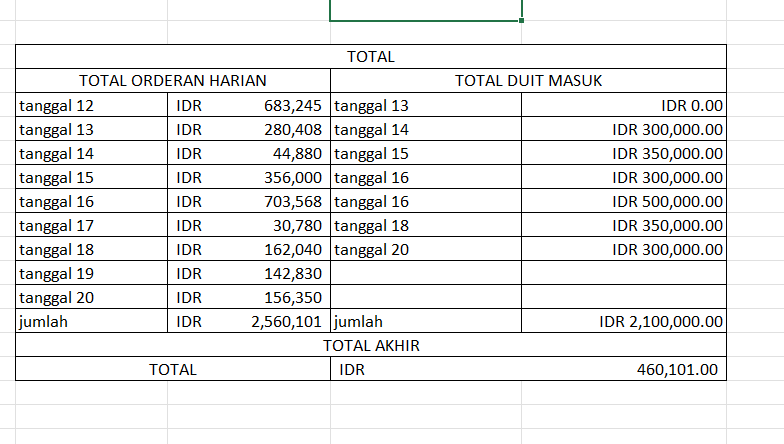 TOTAL
TOTAL ORDERAN HARIAN TOTAL DUIT MASUK
tanggal 12 IDR 683,245 tanggal 13 IDR 0.00
tanggal 13 IDR 280,408 tanggal 14 IDR 300,000.00
tanggal 14 IDR 44,880 tanggal 15 IDR 350,000.00
tanggal 15 IDR 356,000 tanggal 16 IDR 300,000.00
tanggal 16 IDR 703,568 tanggal 16 IDR 500,000.00
tanggal 17 IDR 30,780 tanggal 18 IDR 350,000.00
tanggal 18 IDR 162,040 tanggal 20 IDR 300,000.00
tanggal 19 IDR 142,830
tanggal 20 IDR 156,350
jumlah IDR 2,560,101 jumlah IDR 2,100,000.00
TOTAL AKHIR
TOTAL IDR 460,101.00